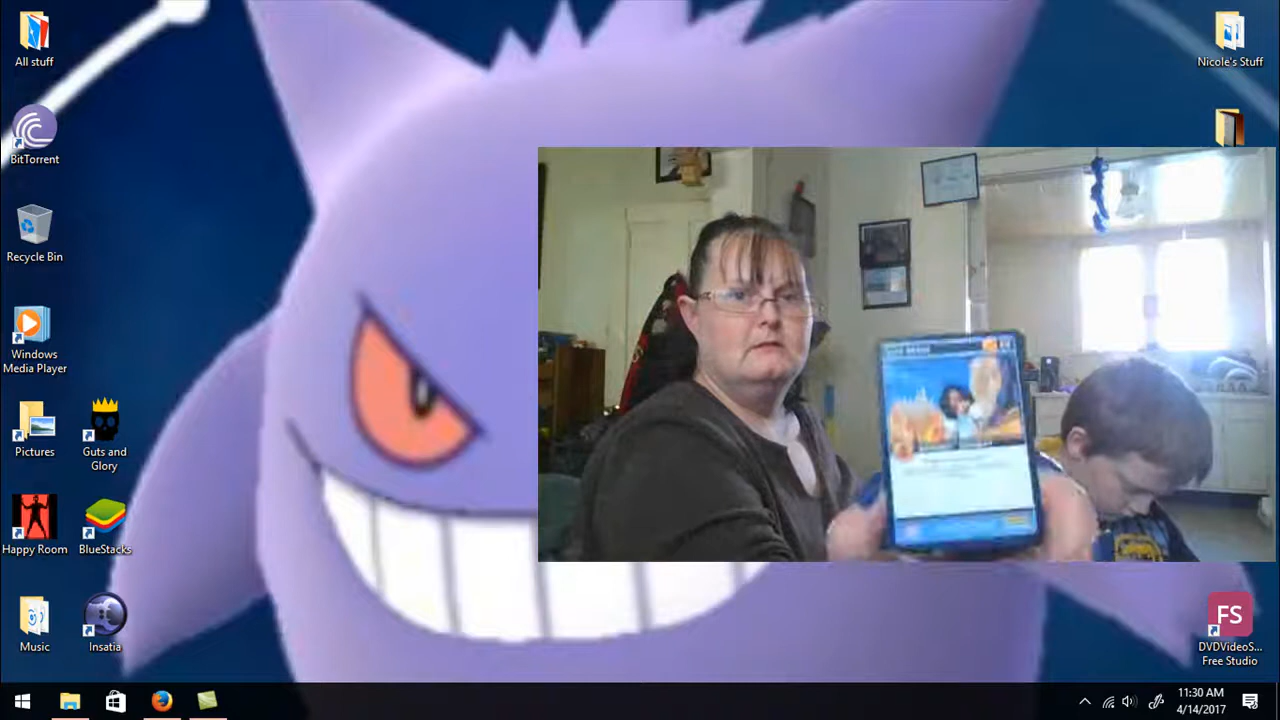 All stuff
Nicole's Stuff
BitTorrent
Recycle Bin
Windows
Media Player
Pictures
Guts and
Glory
Happy Room
BlueStacks
Music
Insatia
FS
DVDVideoS...
Free Studio
11:30 AM
4/14/2017